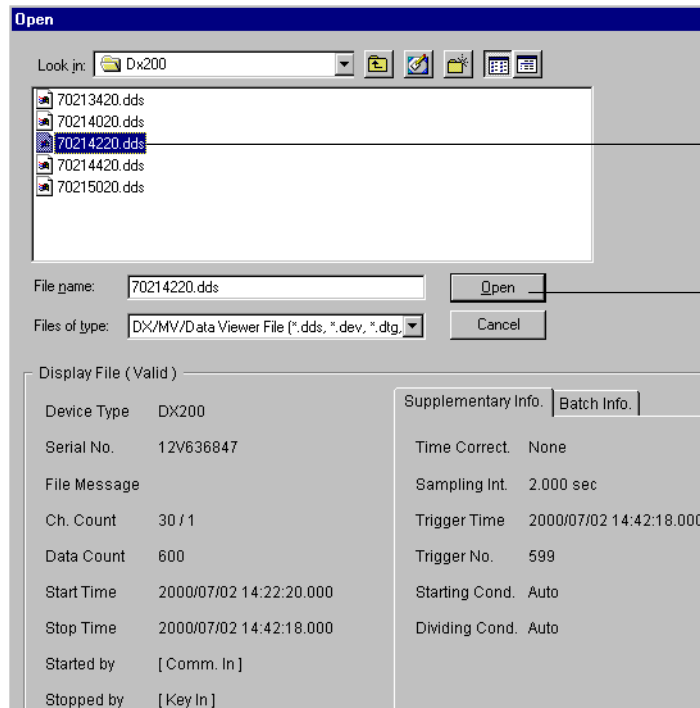 Open
Look in: Dx200
70213420.dds
70214020.dds
70214220.dds
70214420.dds
70215020.dds
File name: 70214220.dds Open
Files of type: DX/MV/Data Viewer File (*.dds, *.dev, *.dtg, Cancel
Display File ( Valid )
Device Type DX200
Serial No. 12V636847
File Message
Ch. Count 30 / 1
Data Count 600
Start Time 2000/07/02 14:22:20.000
Stop Time 2000/07/02 14:42:18.000
Started by [ Comm. In ]
Stopped by [ Key In ]
Supplementary Info. Batch Info.
Time Correct. None
Sampling Int. 2.000 sec
Trigger Time 2000/07/02 14:42:18.000
Trigger No. 599
Starting Cond. Auto
Dividing Cond. Auto